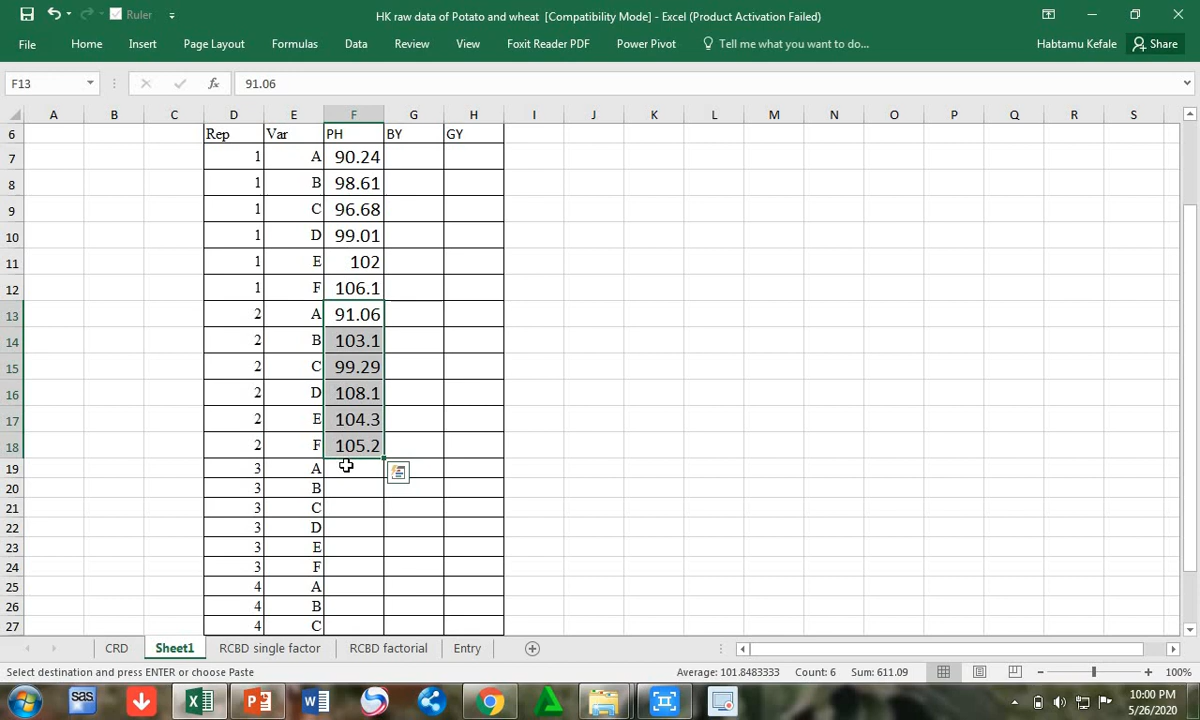 Ruler
HK raw data of Potato and wheat [Compatibility Mode] - Excel (Product Activation Failed)
File Home Insert Page Layout Formulas Data Review View Foxit Reader PDF Power Pivot Tell me what you want to do... Habtamu Kefale Share
F13 fx 91.06
A B C D E F G H I J K L M N O P Q R S
6 Rep Var PH BY GY
7 1 A 90.24
8 1 B 98.61
9 1 C 96.68
10 1 D 99.01
11 1 E 102
12 1 F 106.1
13 2 A 91.06
14 2 B 103.1
15 2 C 99.29
16 2 D 108.1
17 2 E 104.3
18 2 F 105.2
19 3 A
20 3 B
21 3 C
22 3 D
23 3 E
24 3 F
25 4 A
26 4 B
27 4 C
CRD Sheet1 RCBD single factor RCBD factorial Entry
Select destination and press ENTER or choose Paste Average: 101.8483333 Count: 6 Sum: 611.09 100%
sas
10:00 PM
5/26/2020